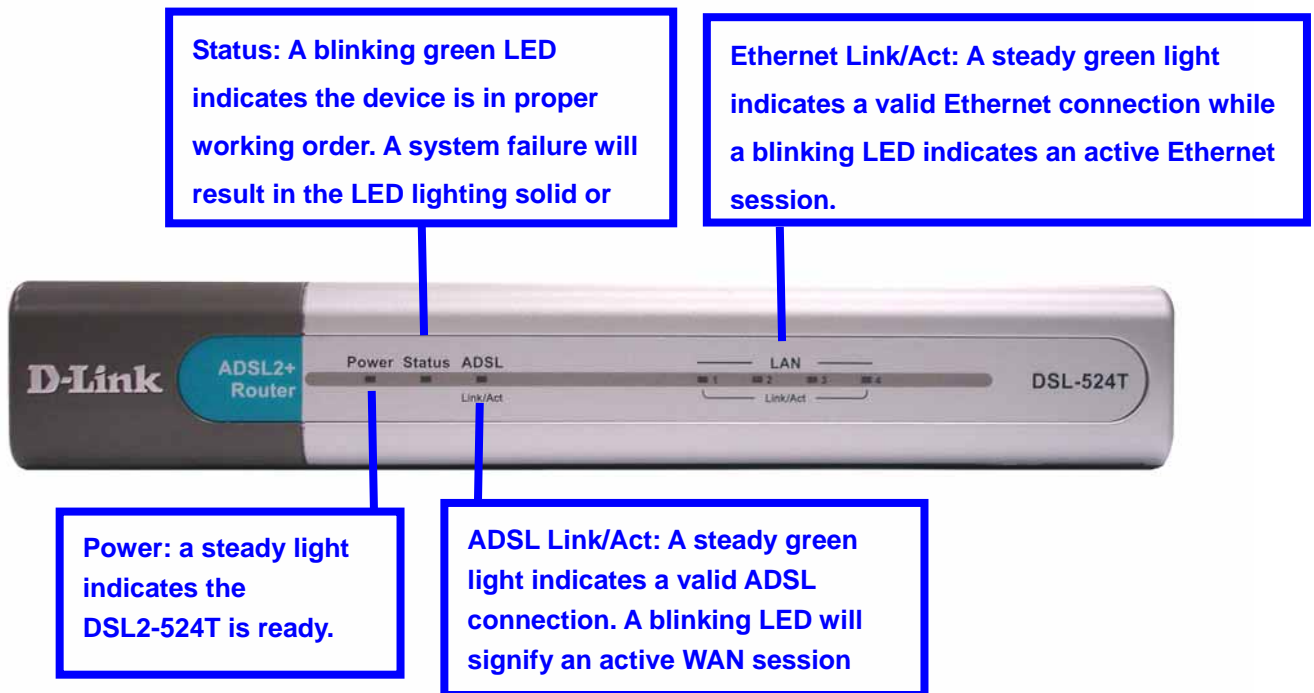 Status: A blinking green LED
indicates the device is in proper
working order. A system failure will
result in the LED lighting solid or
Ethernet Link/Act: A steady green light
indicates a valid Ethernet connection while
a blinking LED indicates an active Ethernet
session.
D-Link
ADSL2+
Router
Power Status ADSL
Link/Act
LAN
1 2 3 4
Link/Act
DSL-524T
Power: a steady light
indicates the
DSL2-524T is ready.
ADSL Link/Act: A steady green
light indicates a valid ADSL
connection. A blinking LED will
signify an active WAN session